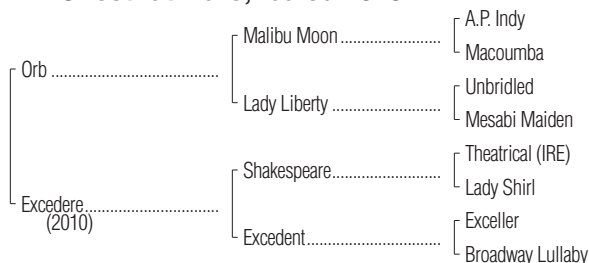 Orb
Excedere
(2010)
Malibu Moon
Lady Liberty
Shakespeare
Excedent
A.P. Indy
Macoumba
Unbridled
Mesabi Maiden
Theatrical (IRE)
Lady Shirl
Exceller
Broadway Lullaby